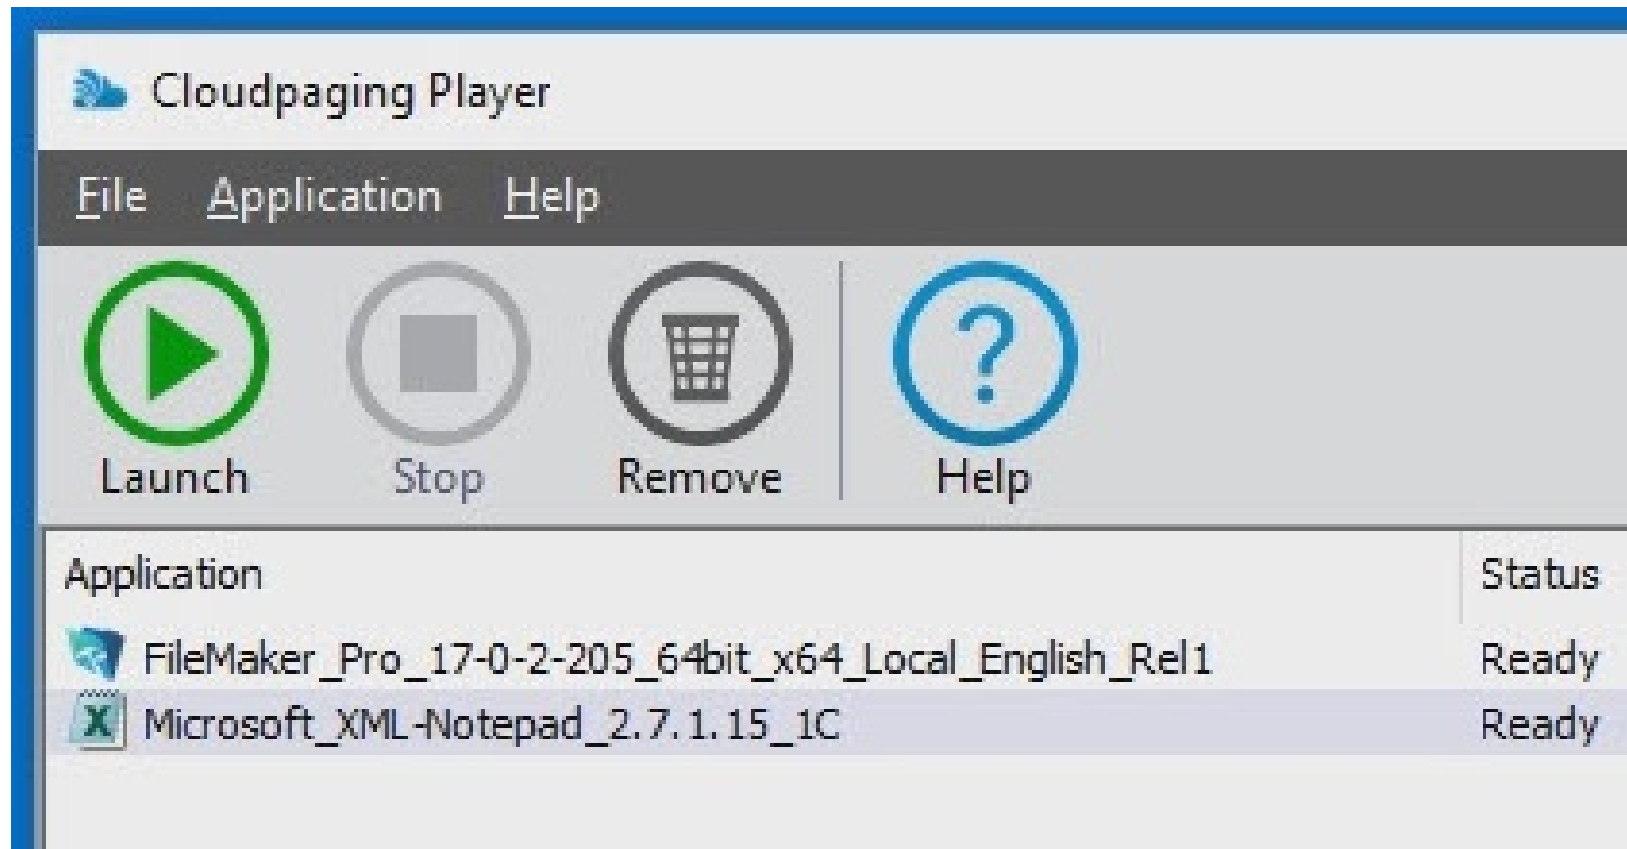 Cloudpaging Player
File Application Help
Launch Stop Remove Help
Application Status
FileMaker_Pro_17-0-2-205_64bit_x64_Local_English_Rel1 Ready
Microsoft_XML-Notepad_2.7.1.15_1C Ready